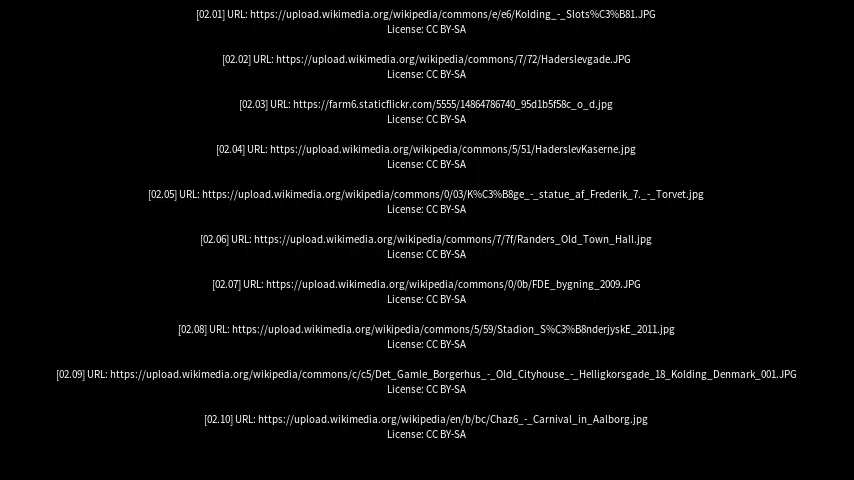 [02.01] URL: https://upload.wikimedia.org/wikipedia/commons/e/e6/Kolding_-_Slots%C3%B81.JPG
License: CC BY-SA
[02.02] URL: https://upload.wikimedia.org/wikipedia/commons/7/72/Haderslevgade.JPG
License: CC BY-SA
[02.03] URL: https://farm6.staticflickr.com/5555/14864786740_95d1b5f58c_o_d.jpg
License: CC BY-SA
[02.04] URL: https://upload.wikimedia.org/wikipedia/commons/5/51/HaderslevKaserne.jpg
License: CC BY-SA
[02.05] URL: https://upload.wikimedia.org/wikipedia/commons/0/03/K%C3%B8ge_-_statue_af_Frederik_7._-_Torvet.jpg
License: CC BY-SA
[02.06] URL: https://upload.wikimedia.org/wikipedia/commons/7/7f/Randers_Old_Town_Hall.jpg
License: CC BY-SA
[02.07] URL: https://upload.wikimedia.org/wikipedia/commons/0/0b/FDE_bygning_2009.JPG
License: CC BY-SA
[02.08] URL: https://upload.wikimedia.org/wikipedia/commons/5/59/Stadion_S%C3%B8nderjyskE_2011.jpg
License: CC BY-SA
[02.09] URL: https://upload.wikimedia.org/wikipedia/commons/c/c5/Det_Gamle_Borgerhus_-_Old_Cityhouse_-_Helligkorsgade_18_Kolding_Denmark_001.JPG
License: CC BY-SA
[02.10] URL: https://upload.wikimedia.org/wikipedia/en/b/bc/Chaz6_-_Carnival_in_Aalborg.jpg
License: CC BY-SA